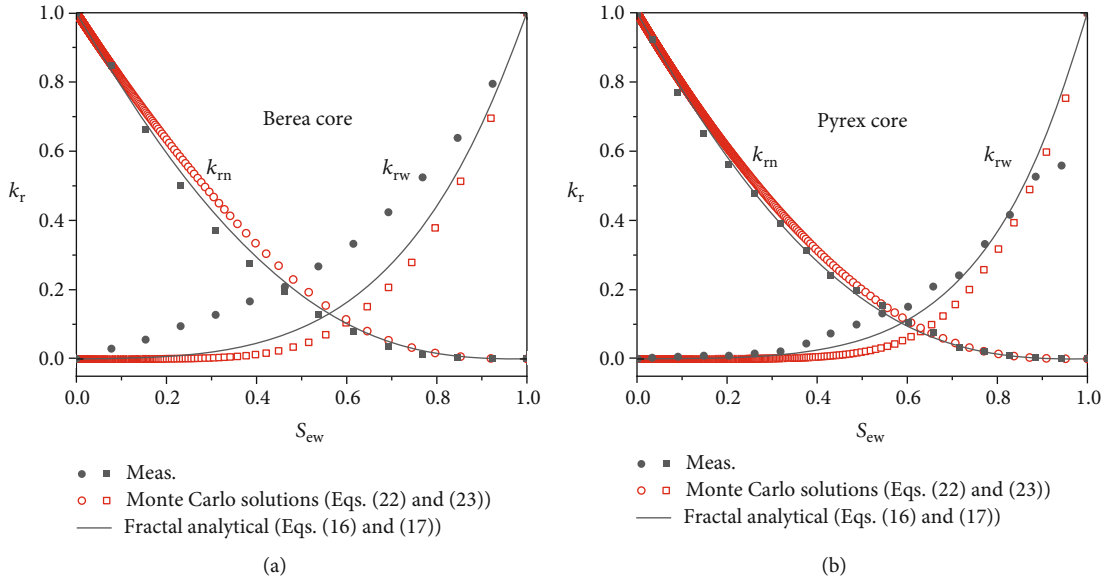 1.0
0.8
0.6
0.4
0.2
0.0
k_r
Berea core
k_rn
k_rw
0.0 0.2 0.4 0.6 0.8 1.0
S_ew
Meas.
Monte Carlo solutions (Eqs. (22) and (23))
Fractal analytical (Eqs. (16) and (17))
(a)
1.0
0.8
0.6
0.4
0.2
0.0
k_r
Pyrex core
k_rn
k_rw
0.0 0.2 0.4 0.6 0.8 1.0
S_ew
Meas.
Monte Carlo solutions (Eqs. (22) and (23))
Fractal analytical (Eqs. (16) and (17))
(b)